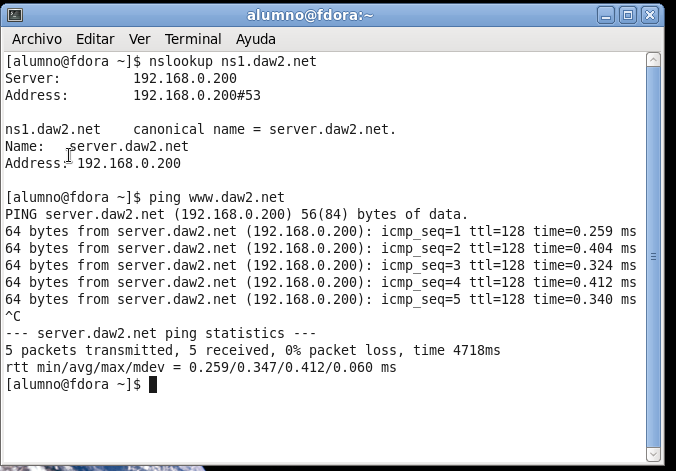 alumno@fdora:~
Archivo Editar Ver Terminal Ayuda
[alumno@fdora ~]$ nslookup ns1.daw2.net
Server:         192.168.0.200
Address:        192.168.0.200#53
ns1.daw2.net    canonical name = server.daw2.net.
Name:   server.daw2.net
Address: 192.168.0.200
[alumno@fdora ~]$ ping www.daw2.net
PING server.daw2.net (192.168.0.200) 56(84) bytes of data.
64 bytes from server.daw2.net (192.168.0.200): icmp_seq=1 ttl=128 time=0.259 ms
64 bytes from server.daw2.net (192.168.0.200): icmp_seq=2 ttl=128 time=0.404 ms
64 bytes from server.daw2.net (192.168.0.200): icmp_seq=3 ttl=128 time=0.324 ms
64 bytes from server.daw2.net (192.168.0.200): icmp_seq=4 ttl=128 time=0.412 ms
64 bytes from server.daw2.net (192.168.0.200): icmp_seq=5 ttl=128 time=0.340 ms
^C
--- server.daw2.net ping statistics ---
5 packets transmitted, 5 received, 0% packet loss, time 4718ms
rtt min/avg/max/mdev = 0.259/0.347/0.412/0.060 ms
[alumno@fdora ~]$